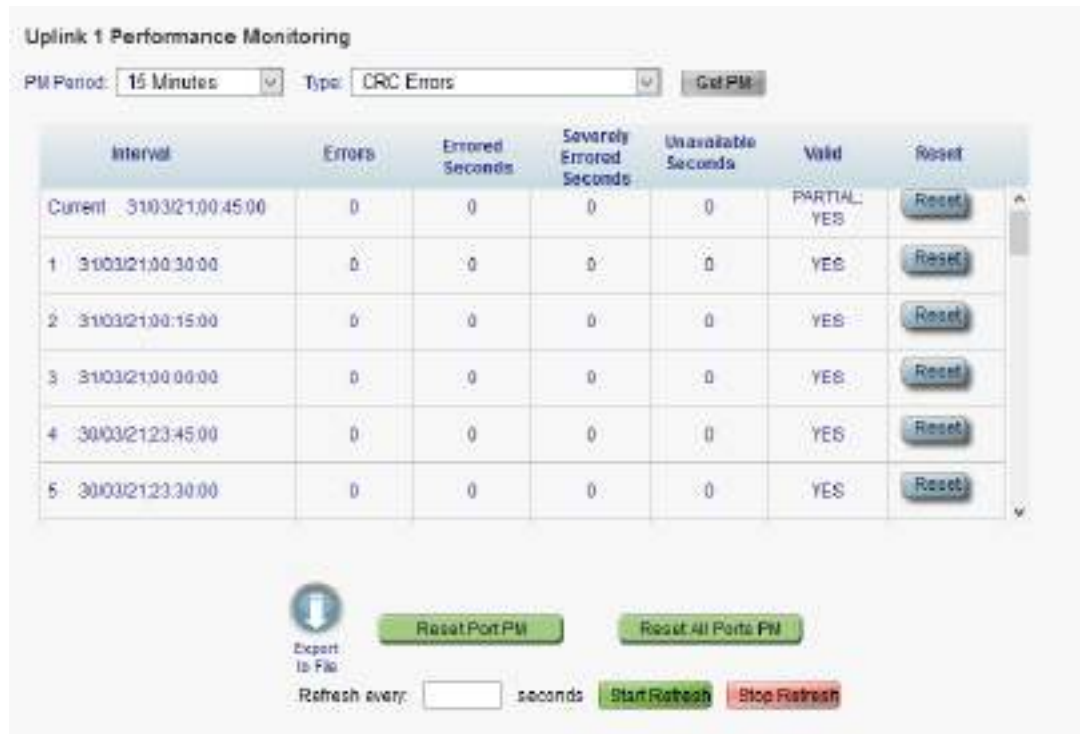 Uplink 1 Performance Monitoring
PM Period: 15 Minutes Type: CRC Errors Get PM
Interval Errors Errored Seconds Severely Errored Seconds Unavailable Seconds Valid Reset
Current 31/03/21;00:45:00 0 0 0 0 PARTIAL; YES Reset
1 31/03/21;00:30:00 0 0 0 0 YES Reset
2 31/03/21;00:15:00 0 0 0 0 YES Reset
3 31/03/21;00:00:00 0 0 0 0 YES Reset
4 30/03/21;23:45:00 0 0 0 0 YES Reset
5 30/03/21;23:30:00 0 0 0 0 YES Reset
Export to File
Reset Port PM Reset All Ports PM
Refresh every: seconds Start Refresh Stop Refresh